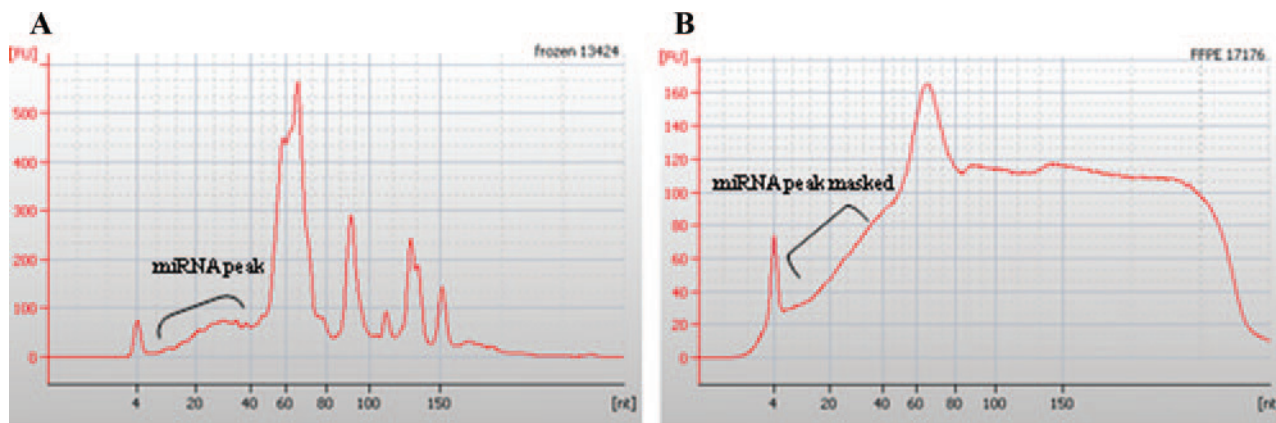 A
frozen 13424
[FU]
500
400
300
200
100
0
miRNA peak
4 20 40 60 80 100 150 [nt]
B
FFPE 17176
[FU]
160
140
120
100
80
60
40
20
0
miRNA peak masked
4 20 40 60 80 100 150 [nt]